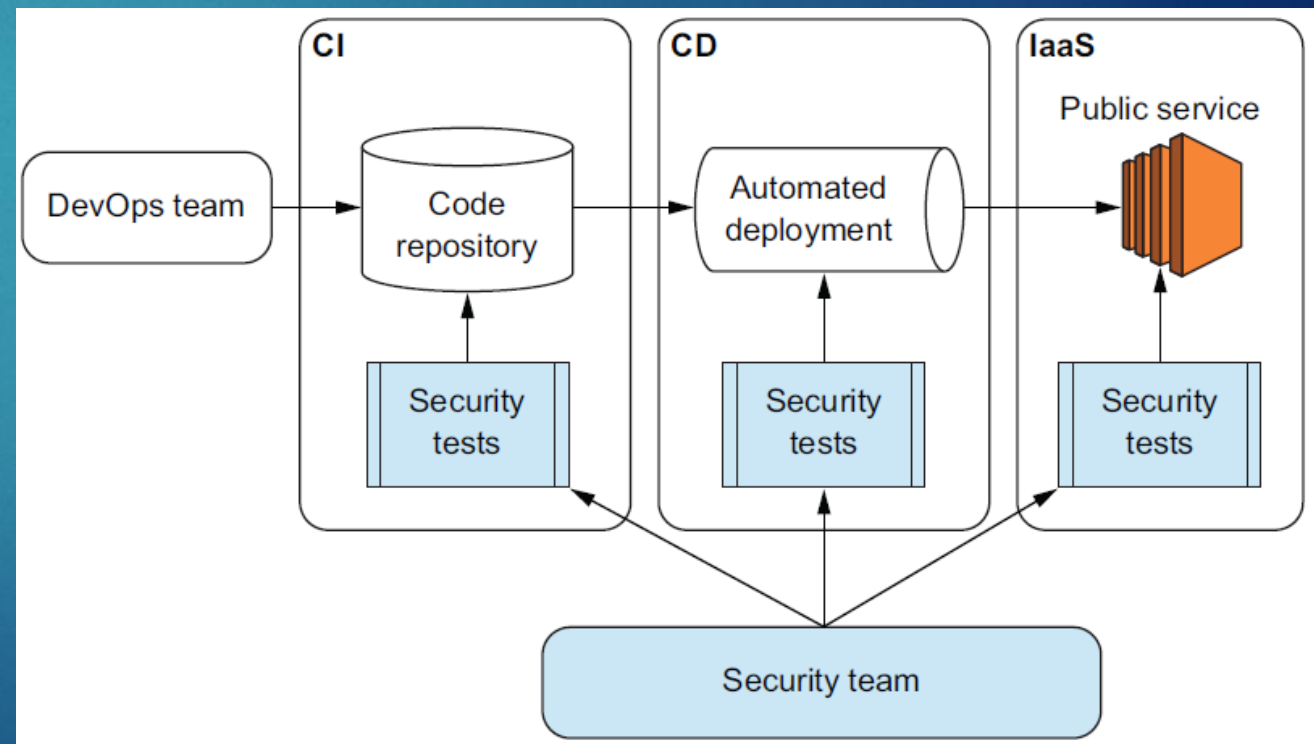 CI
CD
IaaS
Public service
DevOps team
Code
repository
Automated
deployment
Security
tests
Security
tests
Security
tests
Security team